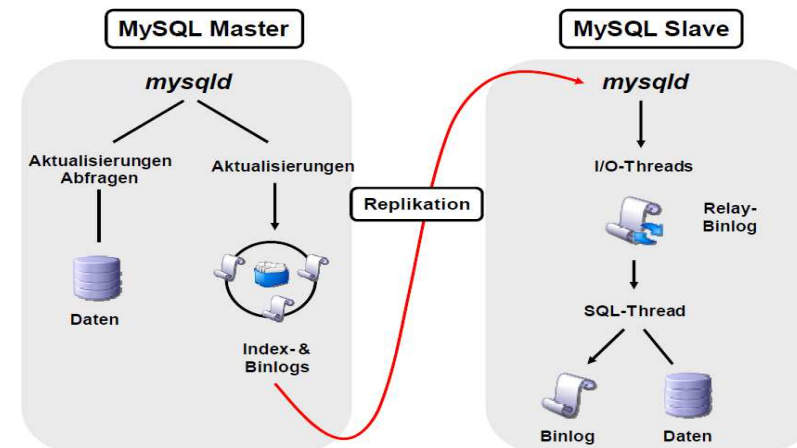 MySQL Master
mysqld
Aktualisierungen
Abfragen
Aktualisierungen
Daten
Index- &
Binlogs
Replikation
MySQL Slave
mysqld
I/O-Threads
Relay-
Binlog
SQL-Thread
Binlog
Daten